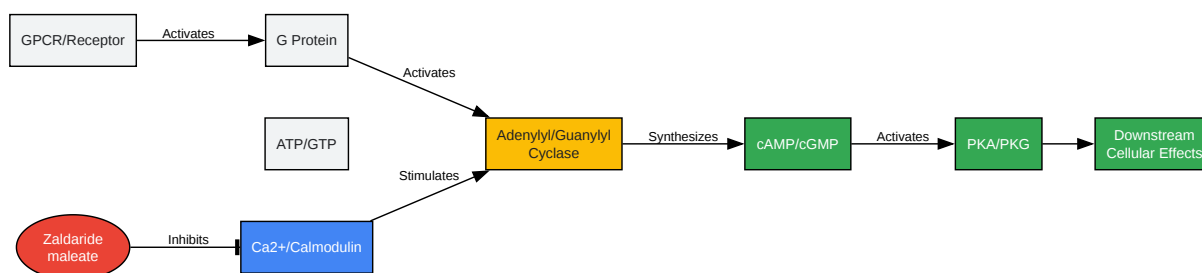 GPCR/Receptor
Activates
G Protein
Activates
ATP/GTP
Adenylyl/Guanylyl
Cyclase
Synthesizes
cAMP/cGMP
Activates
PKA/PKG
Downstream
Cellular Effects
Stimulates
Zaldaride
maleate
Inhibits
Ca2+/Calmodulin